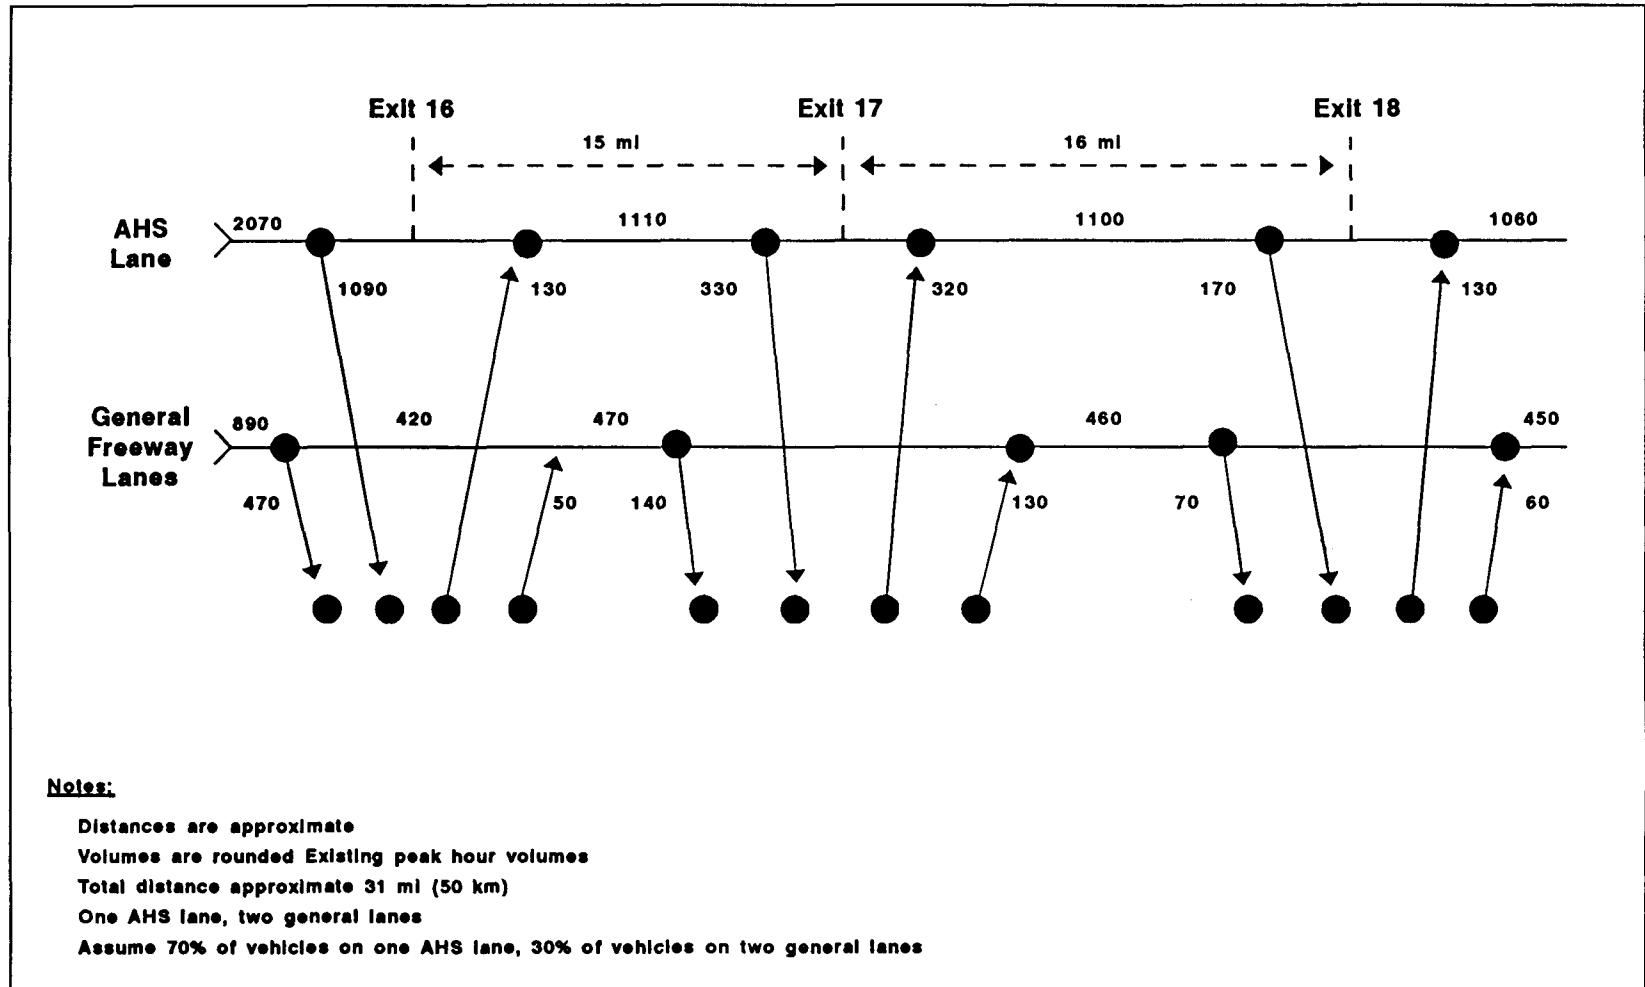 Exit 16 Exit 17 Exit 18
15 mi 16 mi
AHS
Lane
2070 1110 1100 1060
1090 130 330 320 170 130
General
Freeway
Lanes
890 420 470 460 450
470 50 140 130 70 60
Notes:
Distances are approximate
Volumes are rounded Existing peak hour volumes
Total distance approximate 31 mi (50 km)
One AHS lane, two general lanes
Assume 70% of vehicles on one AHS lane, 30% of vehicles on two general lanes